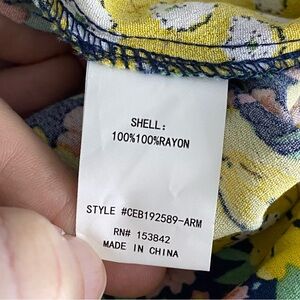 SHELL:
100%100%RAYON
STYLE #CEB192589-ARM
RN# 153842
MADE IN CHINA